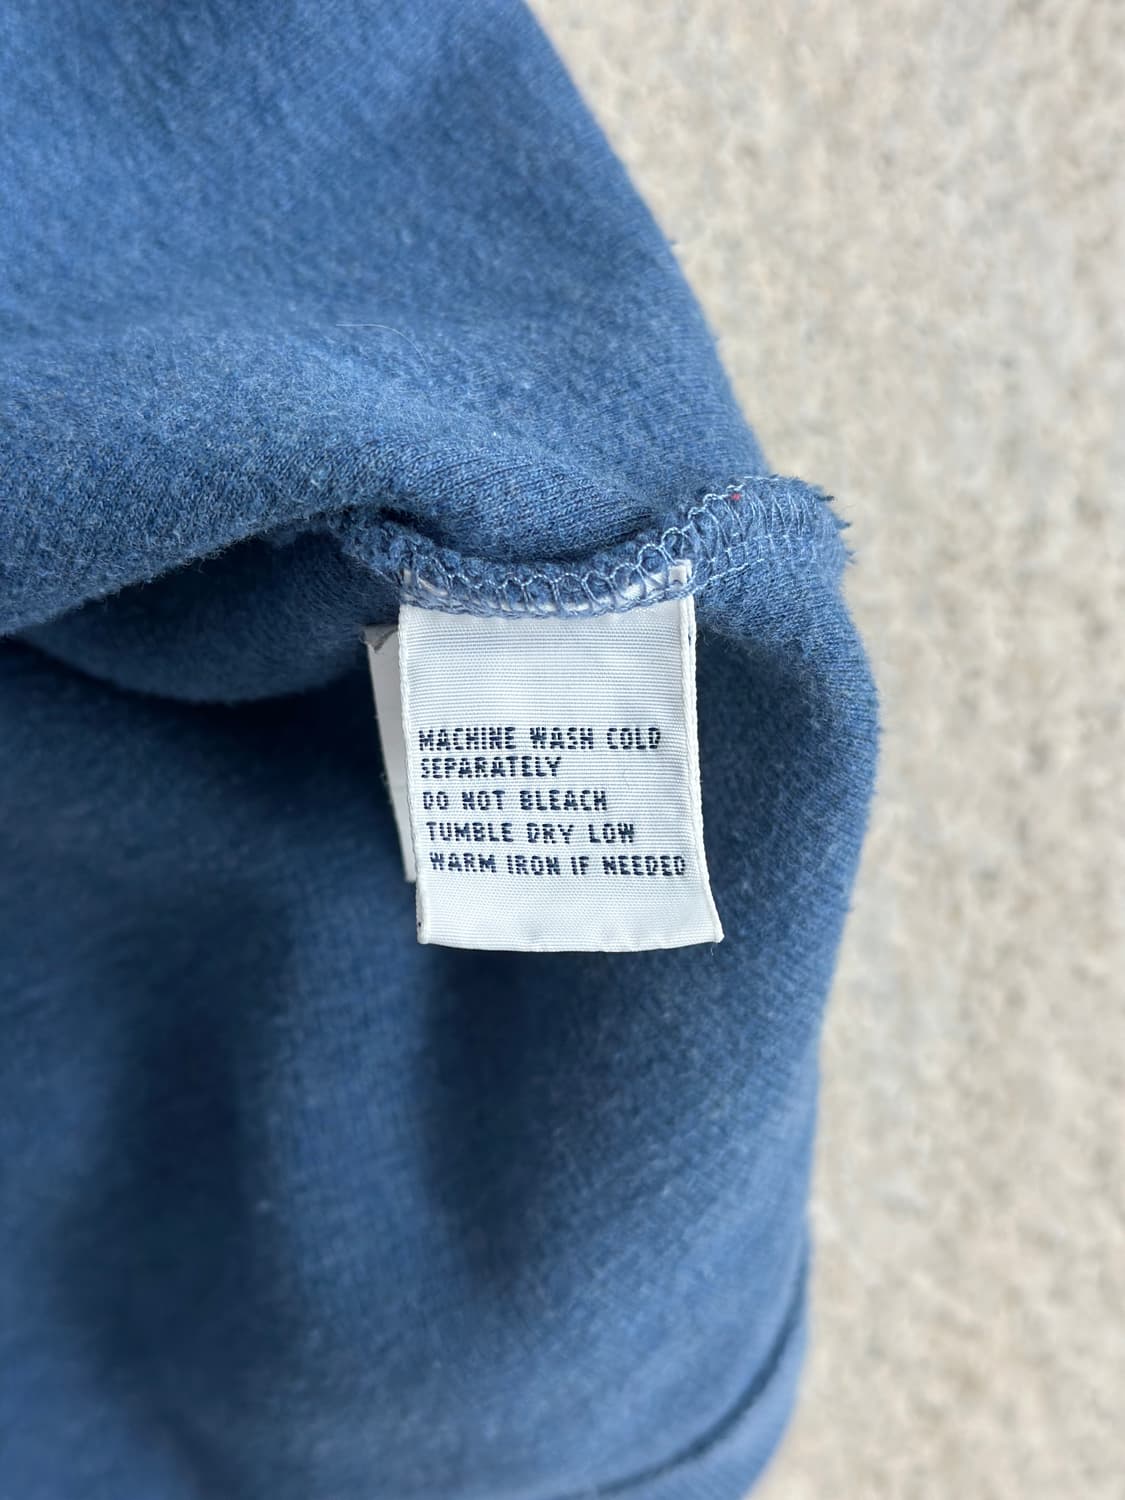 MACHINE WASH COLD
SEPARATELY
DO NOT BLEACH
TUMBLE DRY LOW
WARM IRON IF NEEDED